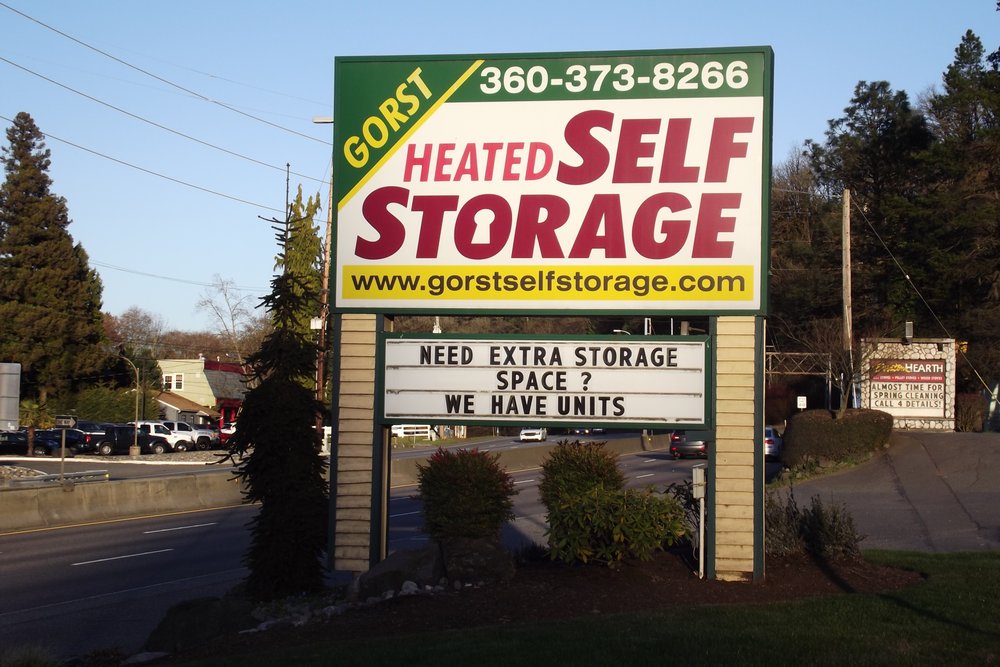 GORST
360-373-8266
HEATED SELF
STORAGE
www.gorstselfstorage.com
NEED EXTRA STORAGE
SPACE ?
WE HAVE UNITS
HEARTH
ALMOST TIME FOR
SPRING CLEANING
CALL 4 DETAILS!